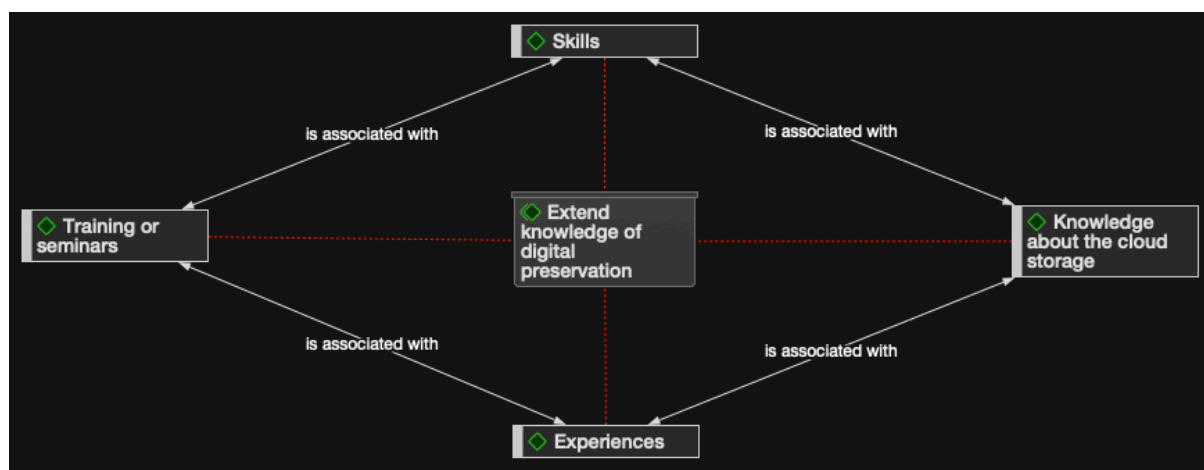 Skills
is associated with
is associated with
Training or
seminars
Extend
knowledge of
digital
preservation
Knowledge
about the cloud
storage
is associated with
is associated with
Experiences